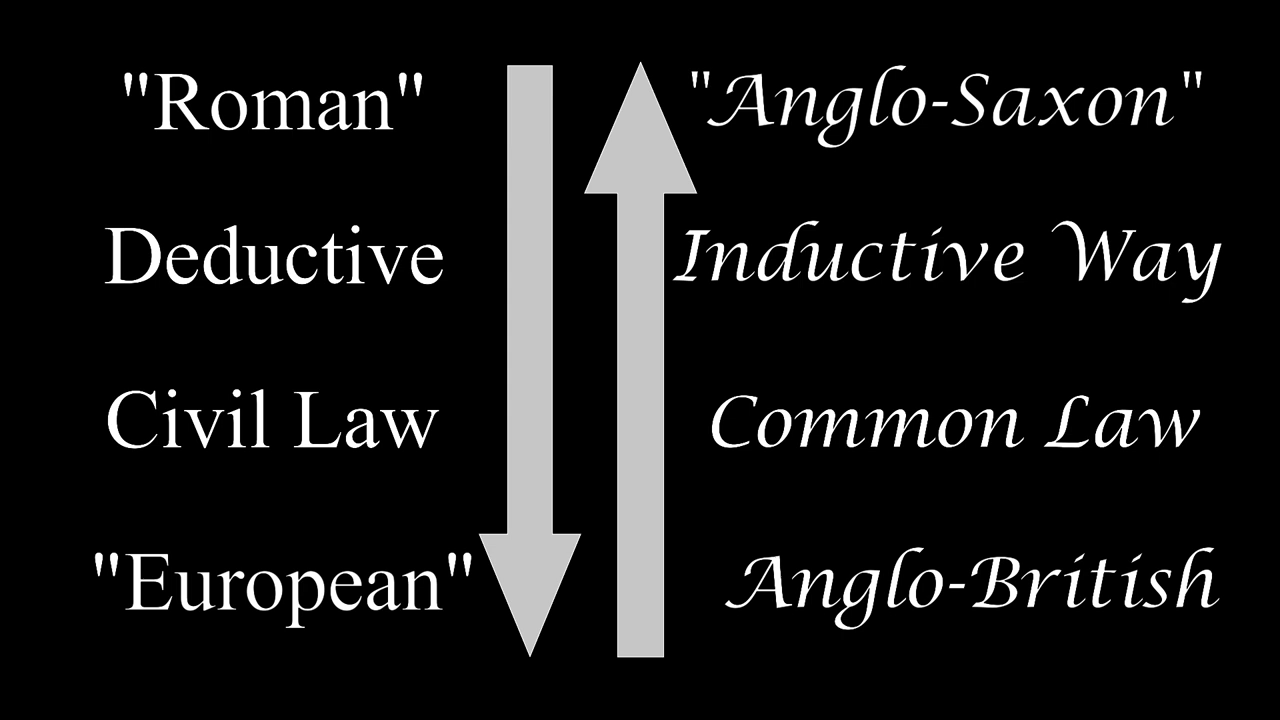 "Roman"
Deductive
Civil Law
"European"
"Anglo-Saxon"
Inductive Way
Common Law
Anglo-British